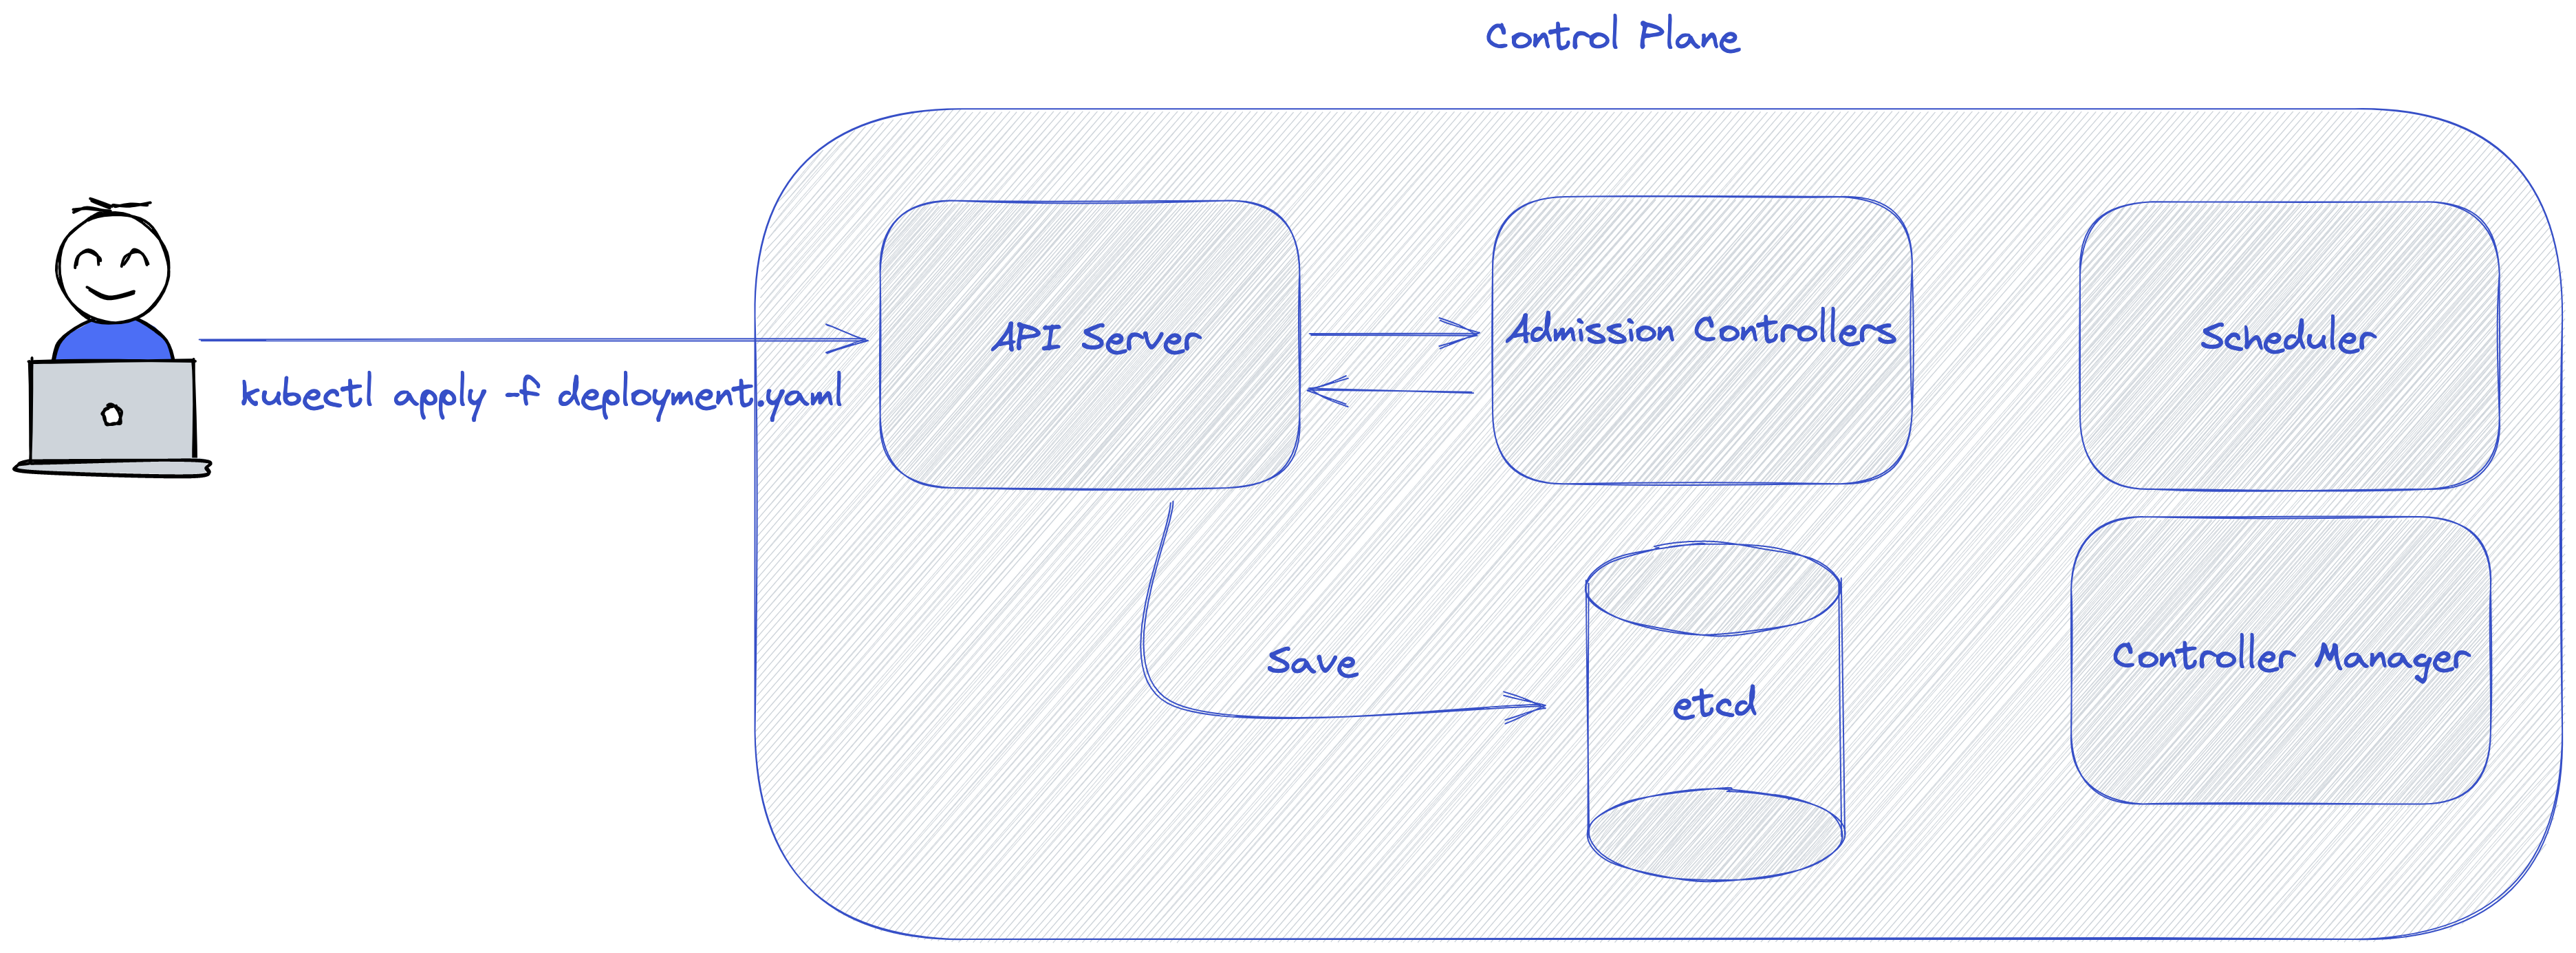 Control Plane
kubectl apply -f deployment.yaml
API Server
Admission Controllers
Scheduler
Save
etcd
Controller Manager